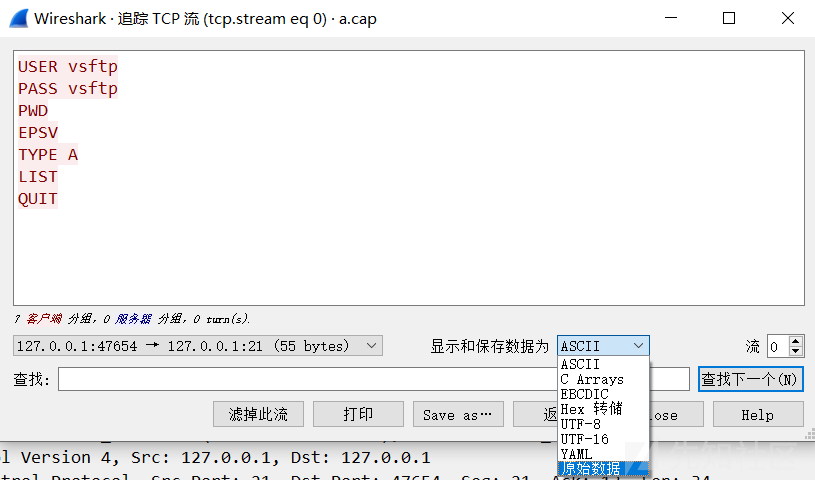 Wireshark · 追踪 TCP 流 (tcp.stream eq 0) · a.cap
USER vsftp
PASS vsftp
PWD
EPSV
TYPE A
LIST
QUIT
7 客户端 分组, 0 服务器 分组, 0 turn(s).
127.0.0.1:47654 → 127.0.0.1:21 (55 bytes) 显示和保存数据为 ASCII 流 0
ASCII
C Arrays
EBCDIC
Hex 转储
UTF-8
UTF-16
YAML
原始数据
查找: 查找下一个(N)
滤掉此流 打印 Save as… 返 lose Help
ol Version 4, Src: 127.0.0.1, Dst: 127.0.0.1